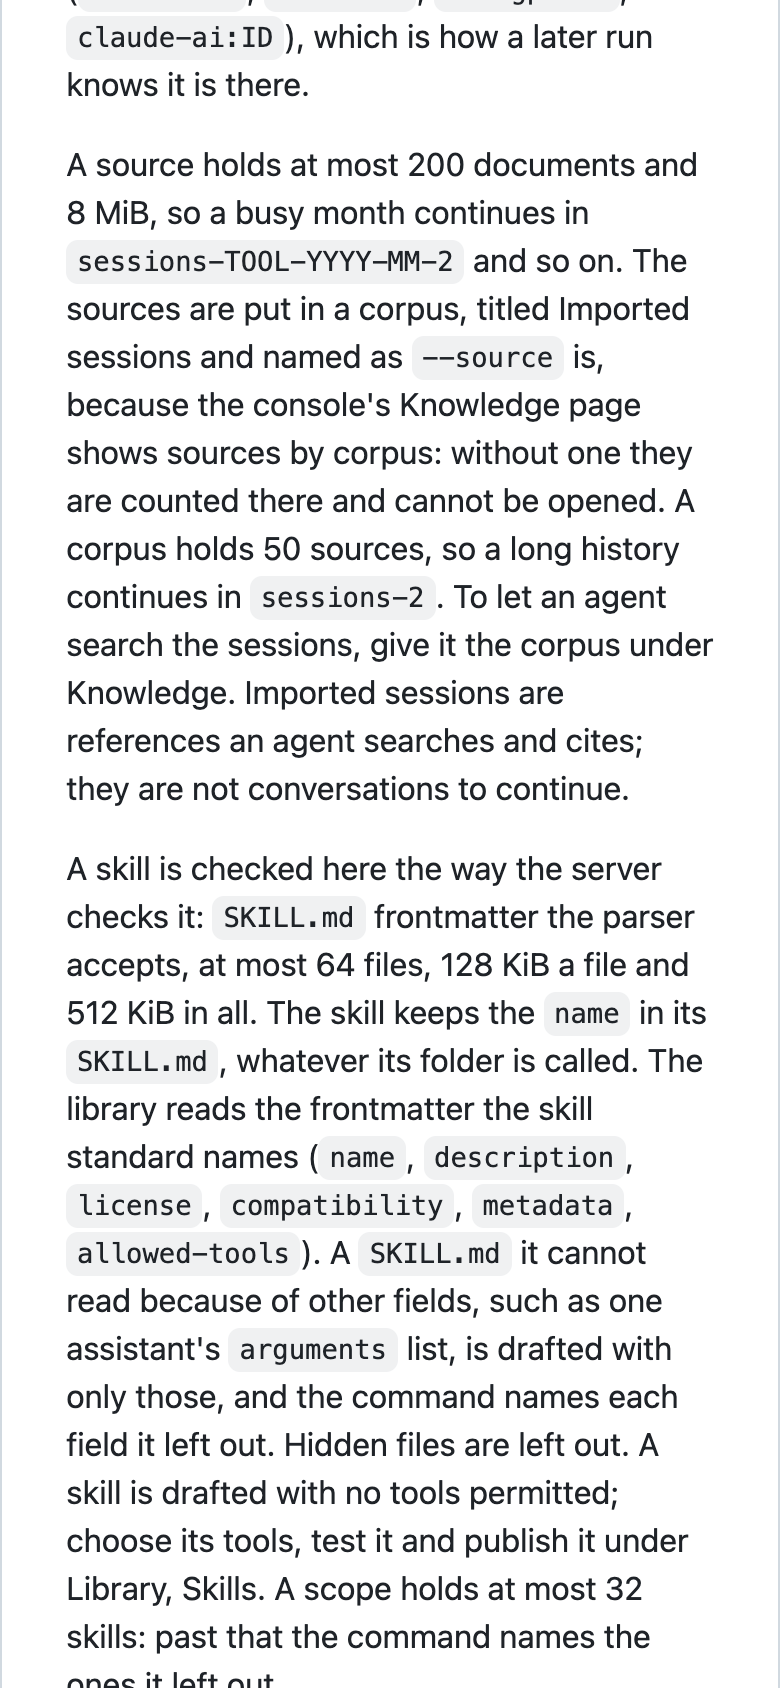 claude-ai:ID), which is how a later run
knows it is there.
A source holds at most 200 documents and
8 MiB, so a busy month continues in
sessions-TOOL-YYYY-MM-2 and so on. The
sources are put in a corpus, titled Imported
sessions and named as --source is,
because the console's Knowledge page
shows sources by corpus: without one they
are counted there and cannot be opened. A
corpus holds 50 sources, so a long history
continues in sessions-2. To let an agent
search the sessions, give it the corpus under
Knowledge. Imported sessions are
references an agent searches and cites;
they are not conversations to continue.
A skill is checked here the way the server
checks it: SKILL.md frontmatter the parser
accepts, at most 64 files, 128 KiB a file and
512 KiB in all. The skill keeps the name in its
SKILL.md, whatever its folder is called. The
library reads the frontmatter the skill
standard names (name, description,
license, compatibility, metadata,
allowed-tools). A SKILL.md it cannot
read because of other fields, such as one
assistant's arguments list, is drafted with
only those, and the command names each
field it left out. Hidden files are left out. A
skill is drafted with no tools permitted;
choose its tools, test it and publish it under
Library, Skills. A scope holds at most 32
skills: past that the command names the
ones it left out